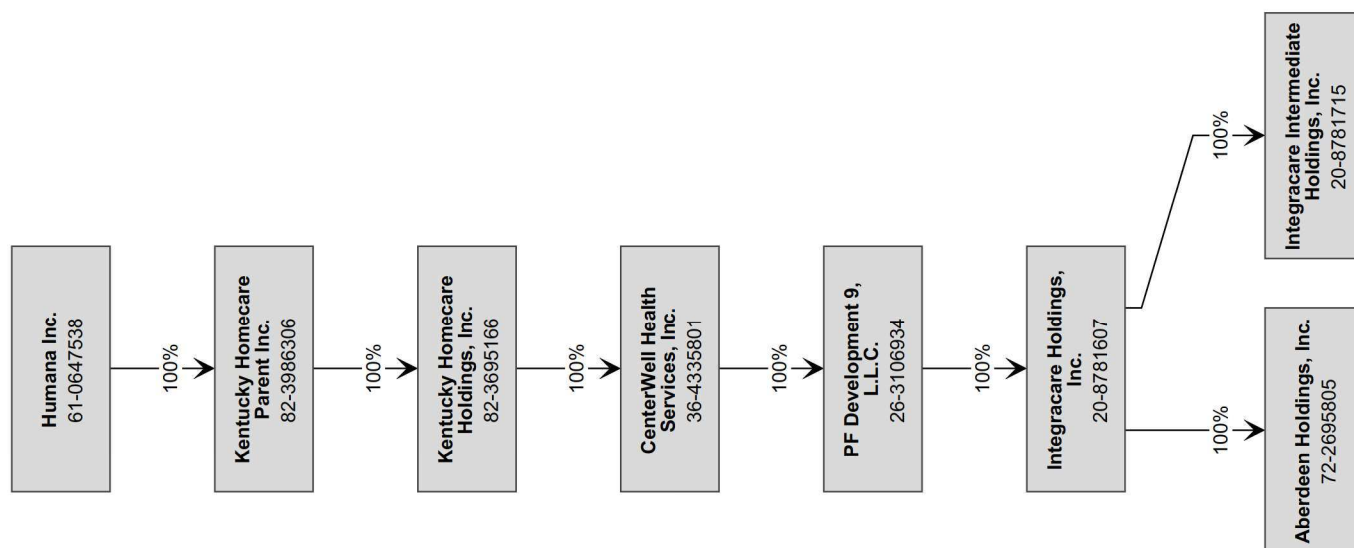 Humana Inc.
61-0647538
100%
Kentucky Homecare
Parent Inc.
82-3986306
100%
Kentucky Homecare
Holdings, Inc.
82-3695166
100%
CenterWell Health
Services, Inc.
36-4335801
100%
PF Development 9,
L.L.C.
26-3106934
100%
Integracare Holdings,
Inc.
20-8781607
100%
100%
Aberdeen Holdings, Inc.
72-2695805
Integracare Intermediate
Holdings, Inc.
20-8781715